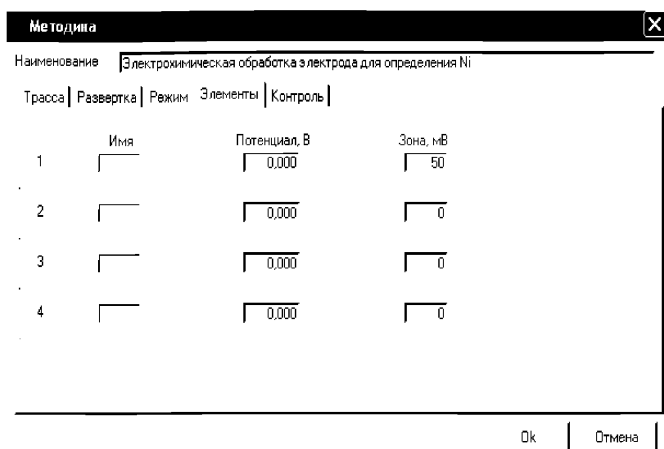 Методика
Наименование Электрохимическая обработка электрода для определения Ni
Трасса Развертка Режим Элементы Контроль
Имя Потенциал, В Зона, мВ
1 0,000 50
2 0,000 0
3 0,000 0
4 0,000 0
Ok Отмена